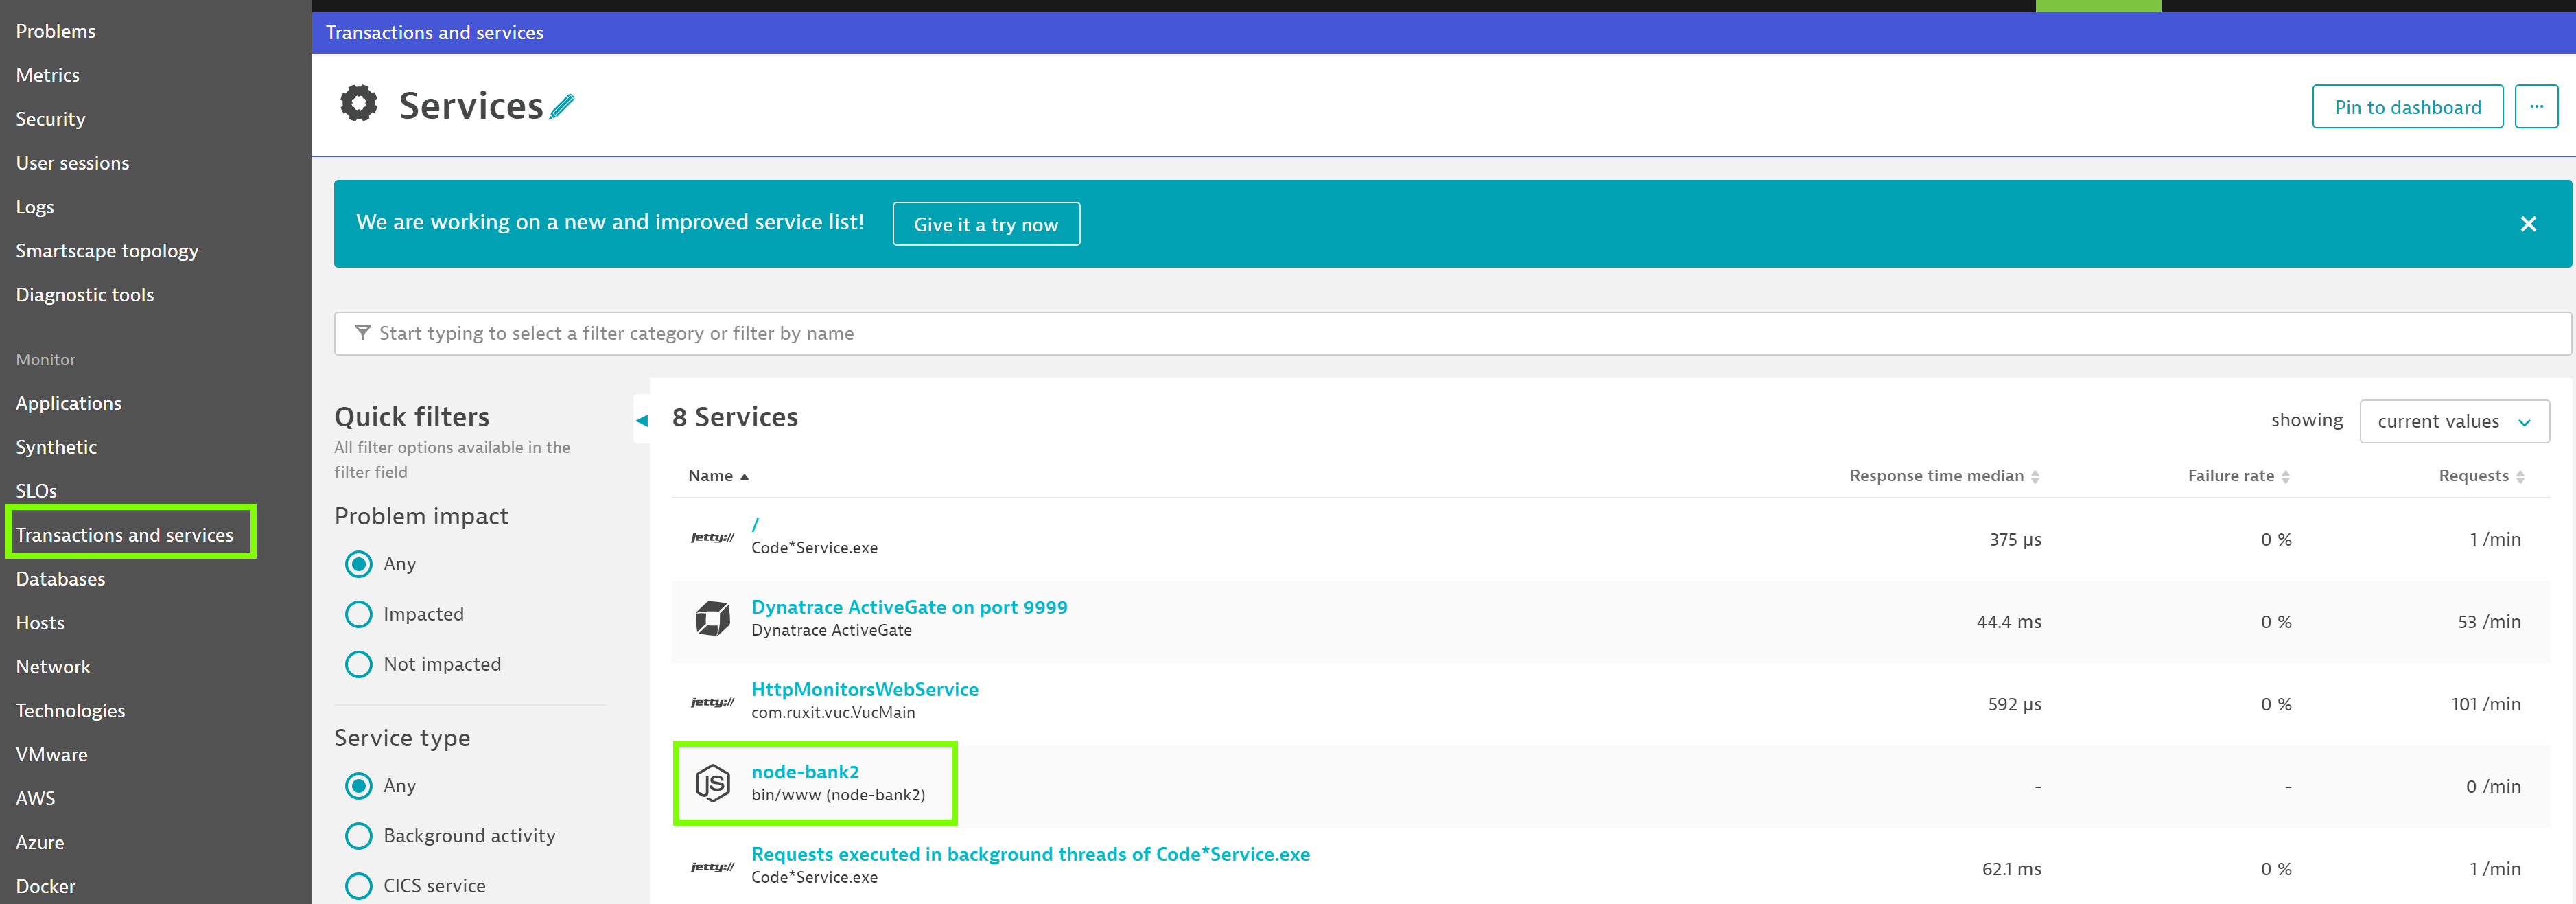 Problems
Metrics
Security
User sessions
Logs
Smartscape topology
Diagnostic tools
Monitor
Applications
Synthetic
SLOs
Transactions and services
Databases
Hosts
Network
Technologies
VMware
AWS
Azure
Docker
Transactions and services
Services
Pin to dashboard
...
We are working on a new and improved service list!
Give it a try now
Start typing to select a filter category or filter by name
Quick filters
All filter options available in the
filter field
Problem impact
Any
Impacted
Not impacted
Service type
Any
Background activity
CICS service
8 Services
showing
current values
Name Response time median Failure rate Requests
jetty:// / 375 µs 0 % 1 /min
Code*Service.exe
Dynatrace ActiveGate on port 9999 44.4 ms 0 % 53 /min
Dynatrace ActiveGate
jetty:// HttpMonitorsWebService 592 µs 0 % 101 /min
com.ruxit.vuc.VucMain
JS node-bank2 - - 0 /min
bin/www (node-bank2)
jetty:// Requests executed in background threads of Code*Service.exe 62.1 ms 0 % 1 /min
Code*Service.exe